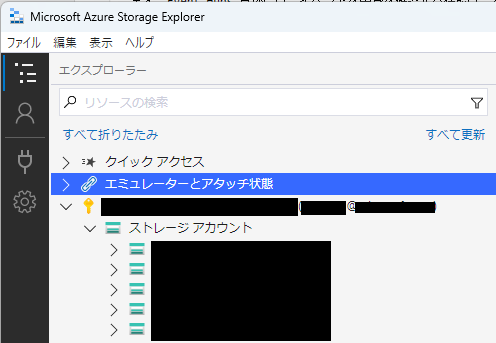 Microsoft Azure Storage Explorer
ファイル 編集 表示 ヘルプ
エクスプローラー
リソースの検索
すべて折りたたみ すべて更新
クイック アクセス
エミュレーターとアタッチ状態
( @ )
ストレージ アカウント